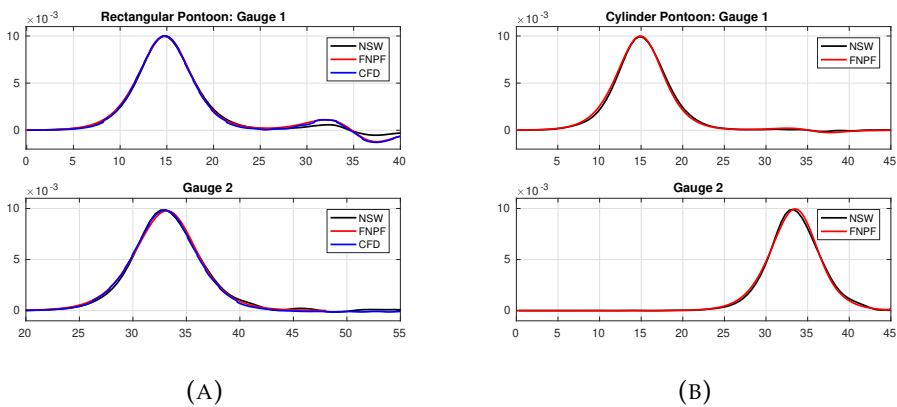 Rectangular Pontoon: Gauge 1
×10⁻³
10
5
0
NSW
FNPF
CFD
0 5 10 15 20 25 30 35 40
Gauge 2
×10⁻³
10
5
0
NSW
FNPF
CFD
20 25 30 35 40 45 50 55
(A)
Cylinder Pontoon: Gauge 1
×10⁻³
10
5
0
NSW
FNPF
5 10 15 20 25 30 35 40 45
Gauge 2
×10⁻³
10
5
0
NSW
FNPF
0 5 10 15 20 25 30 35 40 45
(B)